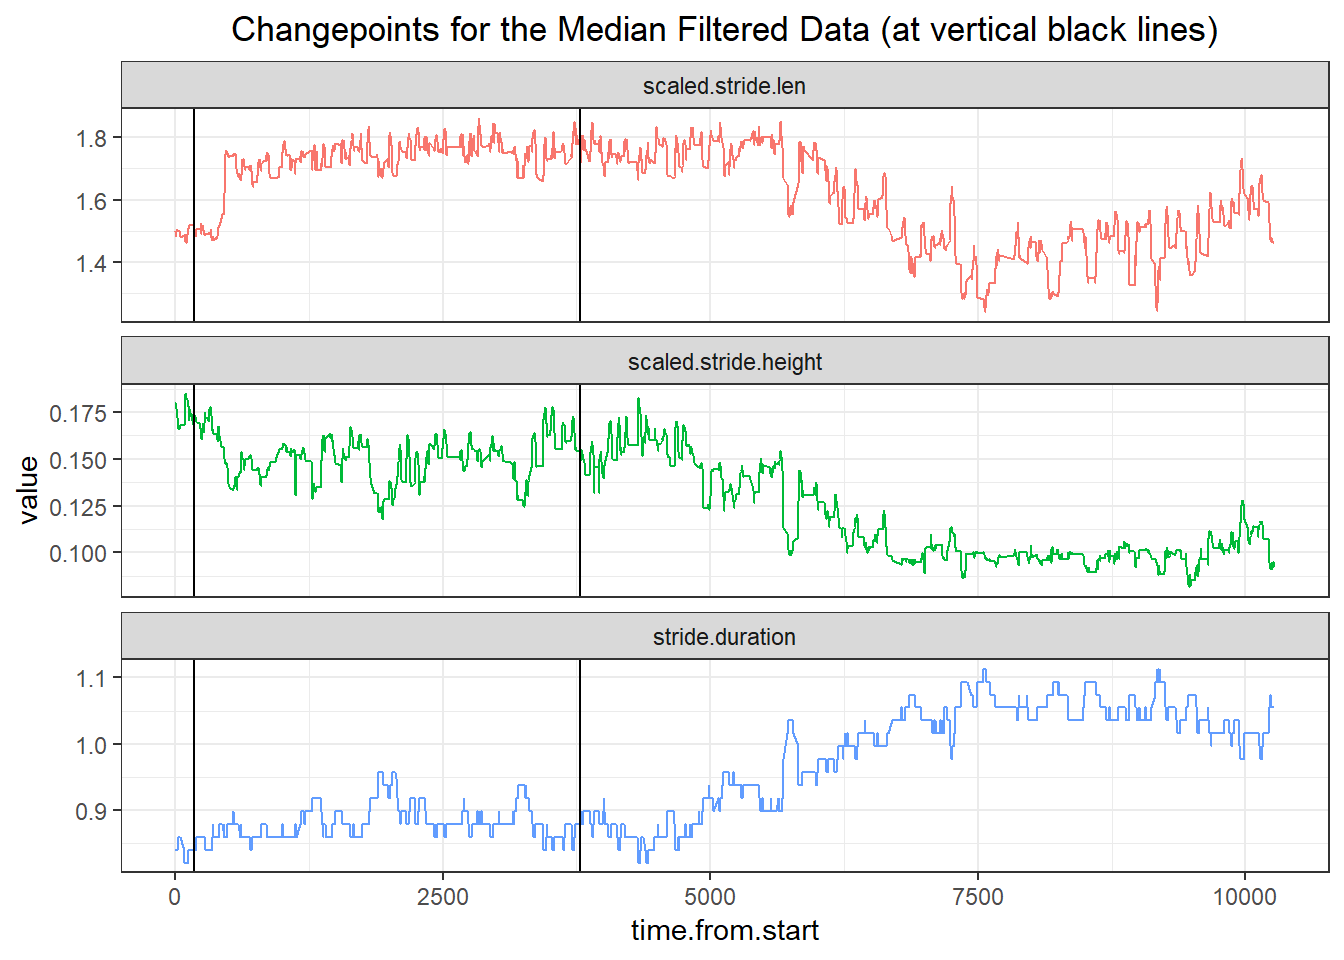 Changepoints for the Median Filtered Data (at vertical black lines)
scaled.stride.len
1.8
1.6
1.4
scaled.stride.height
0.175
0.150
0.125
0.100
value
stride.duration
1.1
1.0
0.9
0 2500 5000 7500 10000
time.from.start